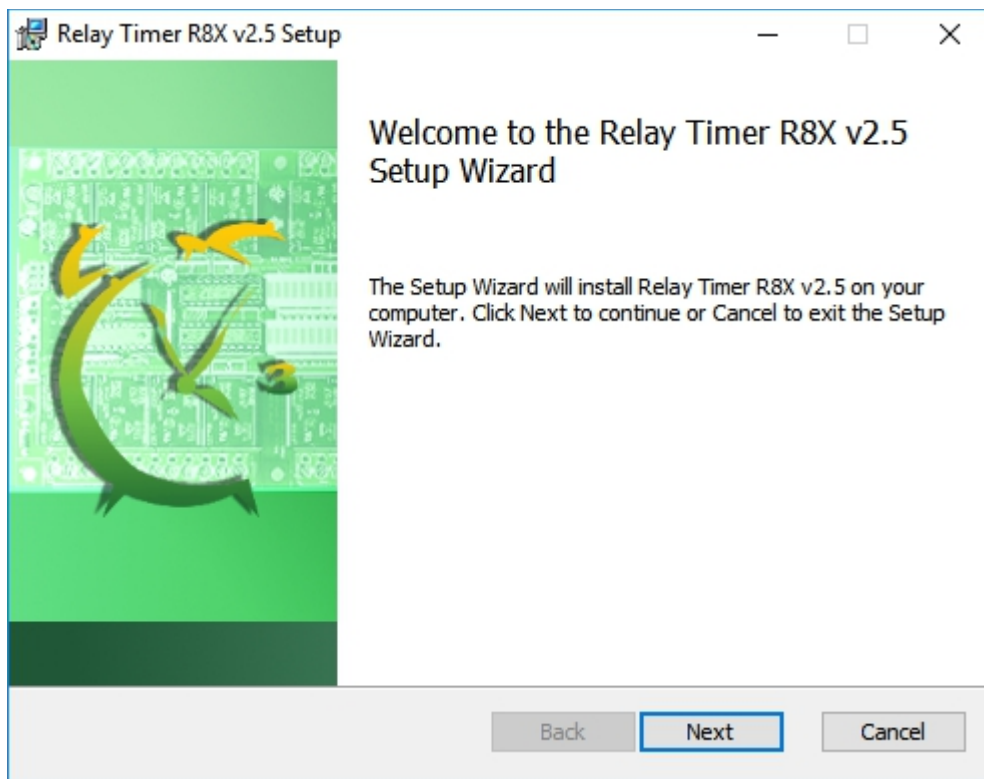 Relay Timer R8X v2.5 Setup
Welcome to the Relay Timer R8X v2.5
Setup Wizard
The Setup Wizard will install Relay Timer R8X v2.5 on your
computer. Click Next to continue or Cancel to exit the Setup
Wizard.
3
Back
Next
Cancel